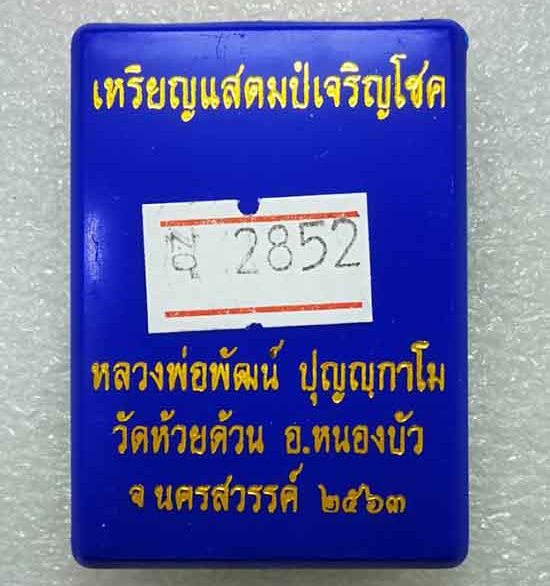 เหรียญแสตมป์เจริญโชค
2852
หลวงพ่อพัฒน์ ปุญญฺกาโม
วัดห้วยด้วน อ.หนองบัว
จ นครสวรรค์ ๒๕๖๓